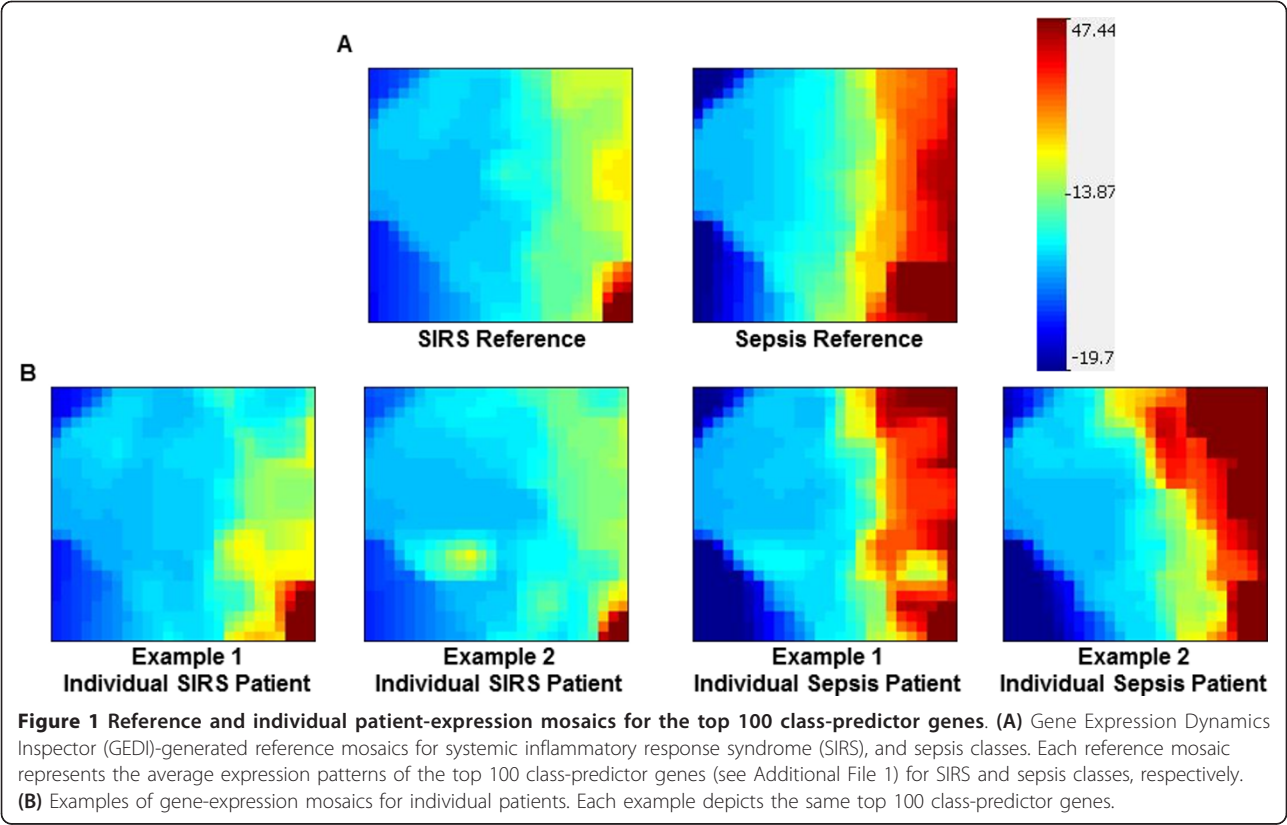 A
47.44
13.87
-19.7
SIRS Reference
Sepsis Reference
B
Example 1
Individual SIRS Patient
Example 2
Individual SIRS Patient
Example 1
Individual Sepsis Patient
Example 2
Individual Sepsis Patient
Figure 1 Reference and individual patient-expression mosaics for the top 100 class-predictor genes. (A) Gene Expression Dynamics
Inspector (GEDI)-generated reference mosaics for systemic inflammatory response syndrome (SIRS), and sepsis classes. Each reference mosaic
represents the average expression patterns of the top 100 class-predictor genes (see Additional File 1) for SIRS and sepsis classes, respectively.
(B) Examples of gene-expression mosaics for individual patients. Each example depicts the same top 100 class-predictor genes.